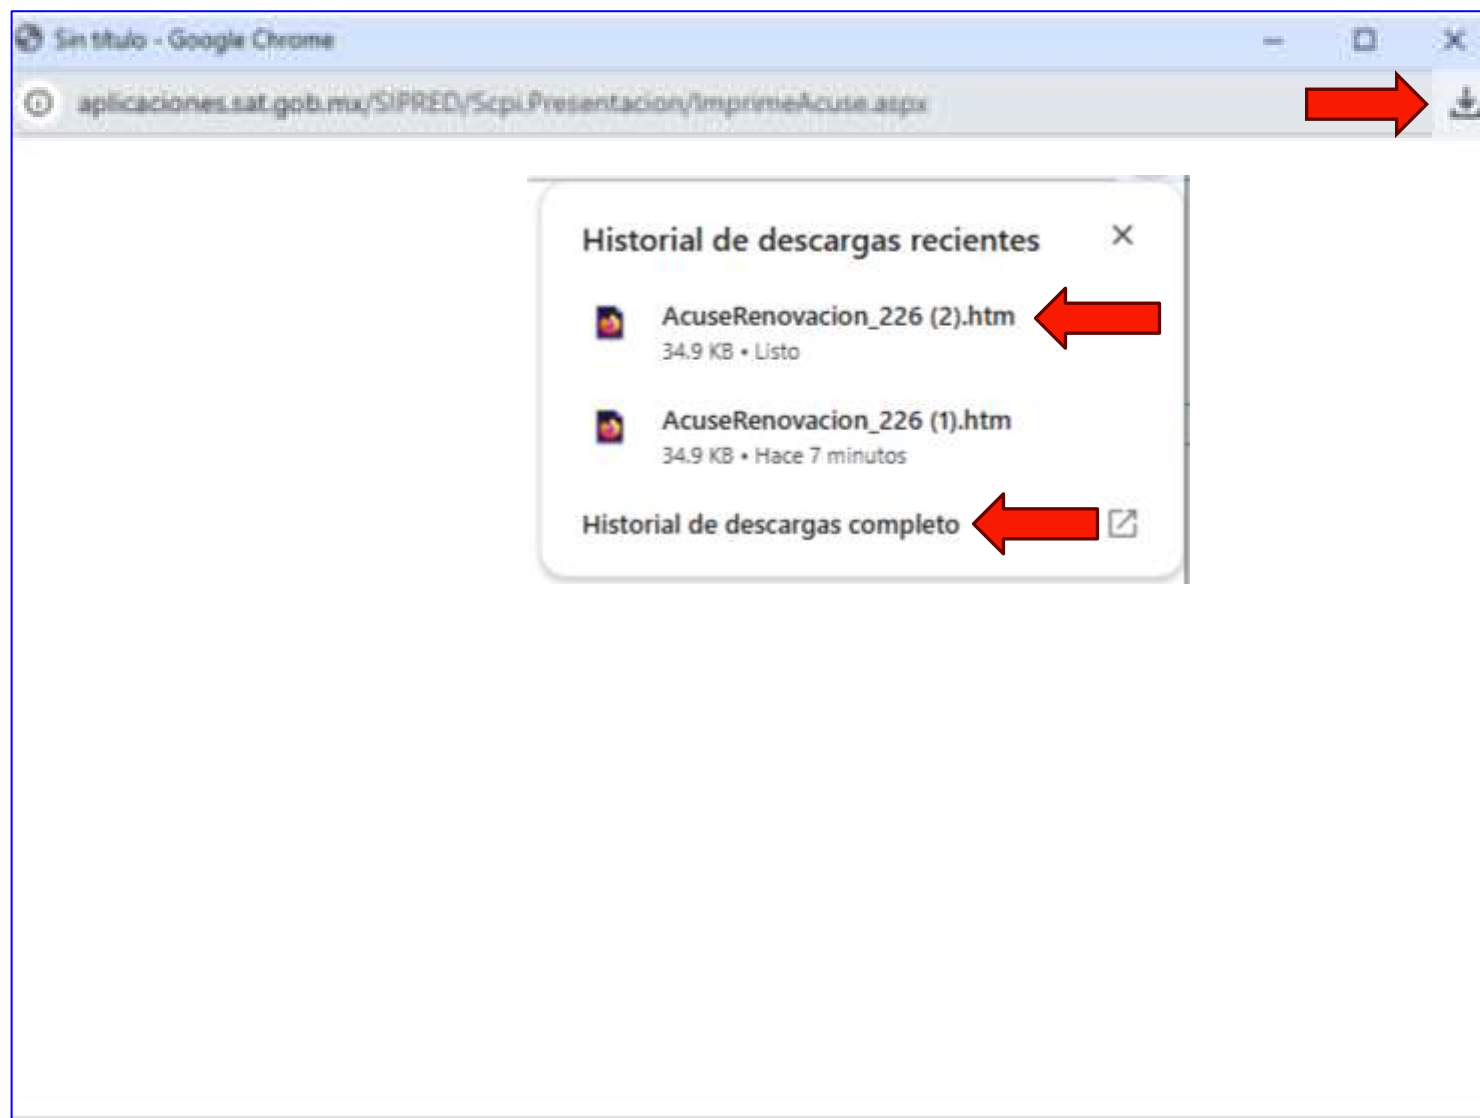 Sin título - Google Chrome
aplicaciones.sat.gob.mx/SIPRED/Scpi.Presentacion/ImprimeAcuse.aspx
Historial de descargas recientes
AcuseRenovacion_226 (2).htm
34.9 KB • Listo
AcuseRenovacion_226 (1).htm
34.9 KB • Hace 7 minutos
Historial de descargas completo